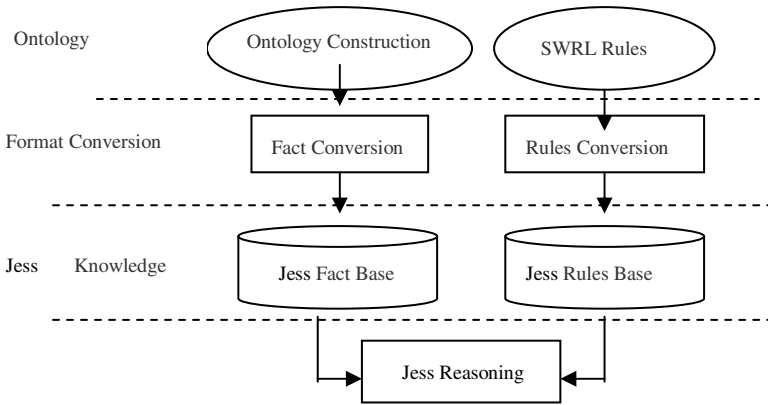 Ontology
Ontology Construction
SWRL Rules
Format Conversion
Fact Conversion
Rules Conversion
Jess Knowledge
Jess Fact Base
Jess Rules Base
Jess Reasoning